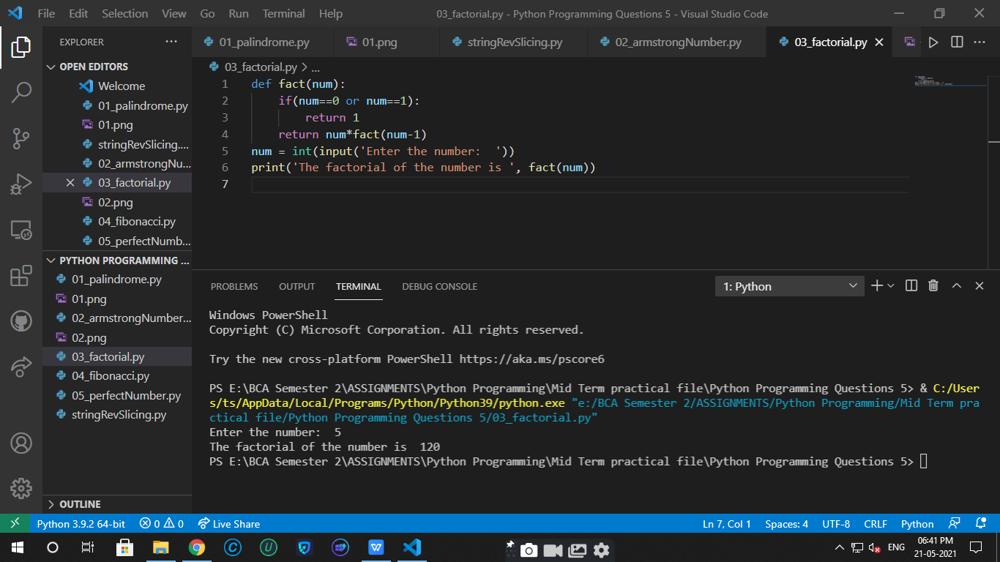 File Edit Selection View Go Run Terminal Help 03_factorial.py - Python Programming Questions 5 - Visual Studio Code
EXPLORER
01_palindrome.py 01.png stringRevSlicing.py 02_armstrongNumber.py 03_factorial.py
OPEN EDITORS
Welcome
01_palindrome.py
01.png
stringRevSlicing....
02_armstrongNu...
03_factorial.py
02.png
04_fibonacci.py
05_perfectNumb...
PYTHON PROGRAMMING ...
01_palindrome.py
01.png
02_armstrongNumber...
02.png
03_factorial.py
04_fibonacci.py
05_perfectNumber.py
stringRevSlicing.py
OUTLINE
03_factorial.py > ...
1 def fact(num):
2     if(num==0 or num==1):
3         return 1
4     return num*fact(num-1)
5 num = int(input('Enter the number:  '))
6 print('The factorial of the number is ', fact(num))
7
PROBLEMS OUTPUT TERMINAL DEBUG CONSOLE 1: Python
Windows PowerShell
Copyright (C) Microsoft Corporation. All rights reserved.
Try the new cross-platform PowerShell https://aka.ms/pscore6
PS E:\BCA Semester 2\ASSIGNMENTS\Python Programming\Mid Term practical file\Python Programming Questions 5> & C:/User
s/ts/AppData/Local/Programs/Python/Python39/python.exe "e:/BCA Semester 2/ASSIGNMENTS/Python Programming/Mid Term pra
ctical file/Python Programming Questions 5/03_factorial.py"
Enter the number:  5
The factorial of the number is  120
PS E:\BCA Semester 2\ASSIGNMENTS\Python Programming\Mid Term practical file\Python Programming Questions 5>
Python 3.9.2 64-bit 0 0 Live Share Ln 7, Col 1 Spaces: 4 UTF-8 CRLF Python
ENG 06:41 PM
21-05-2021